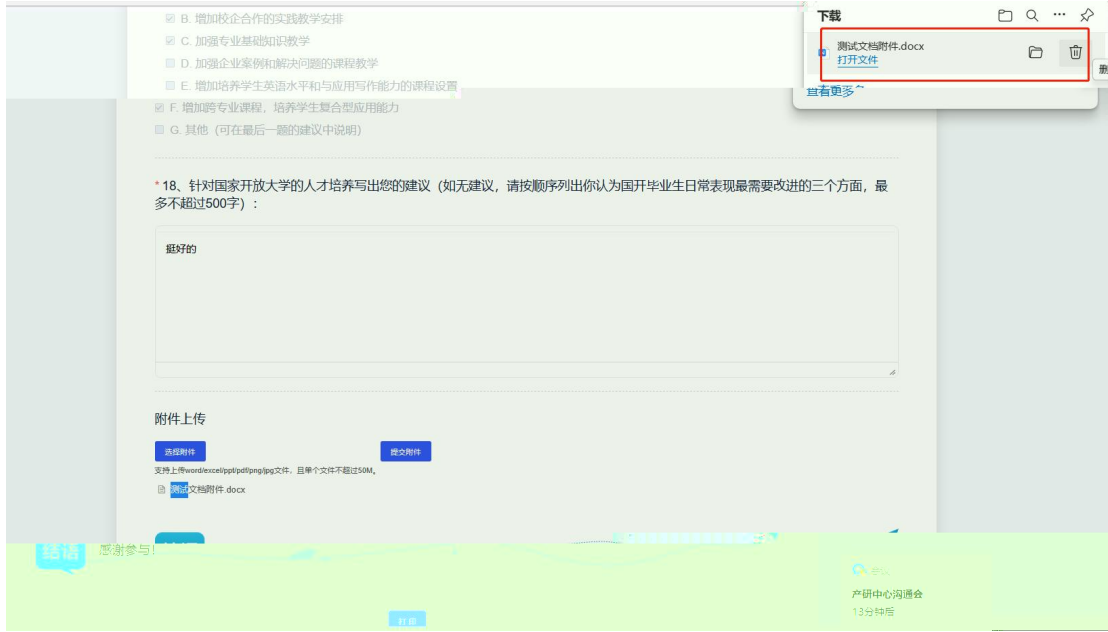 B. 增加校企合作的实践教学安排
C. 加强专业基础知识教学
D. 加强企业案例和解决问题的课程教学
E. 增加培养学生英语水平和与应用写作能力的课程设置
F. 增加跨专业课程，培养学生复合型应用能力
G. 其他（可在最后一题的建议中说明）
下载
测试文档附件.docx
打开文件
删
查看更多
*18、针对国家开放大学的人才培养写出您的建议（如无建议，请按顺序列出你认为国开毕业生日常表现最需要改进的三个方面，最
多不超过500字）：
挺好的
附件上传
选择附件
提交附件
支持上传word/excel/ppt/pdf/png/jpg文件，且单个文件不超过50M。
测试文档附件.docx
结语
感谢参与！
产研中心沟通会
13分钟后